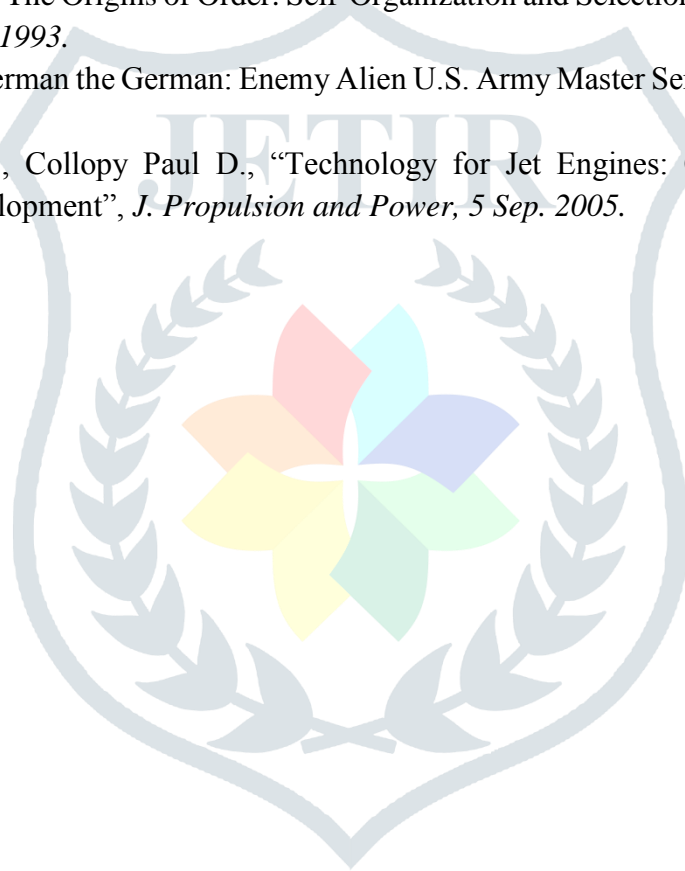 The Origins of Order: Self-Organization and Selection
1993.
erman the German: Enemy Alien U.S. Army Master Ser
JETIR
, Collopy Paul D., “Technology for Jet Engines:
lopment”, J. Propulsion and Power, 5 Sep. 2005.